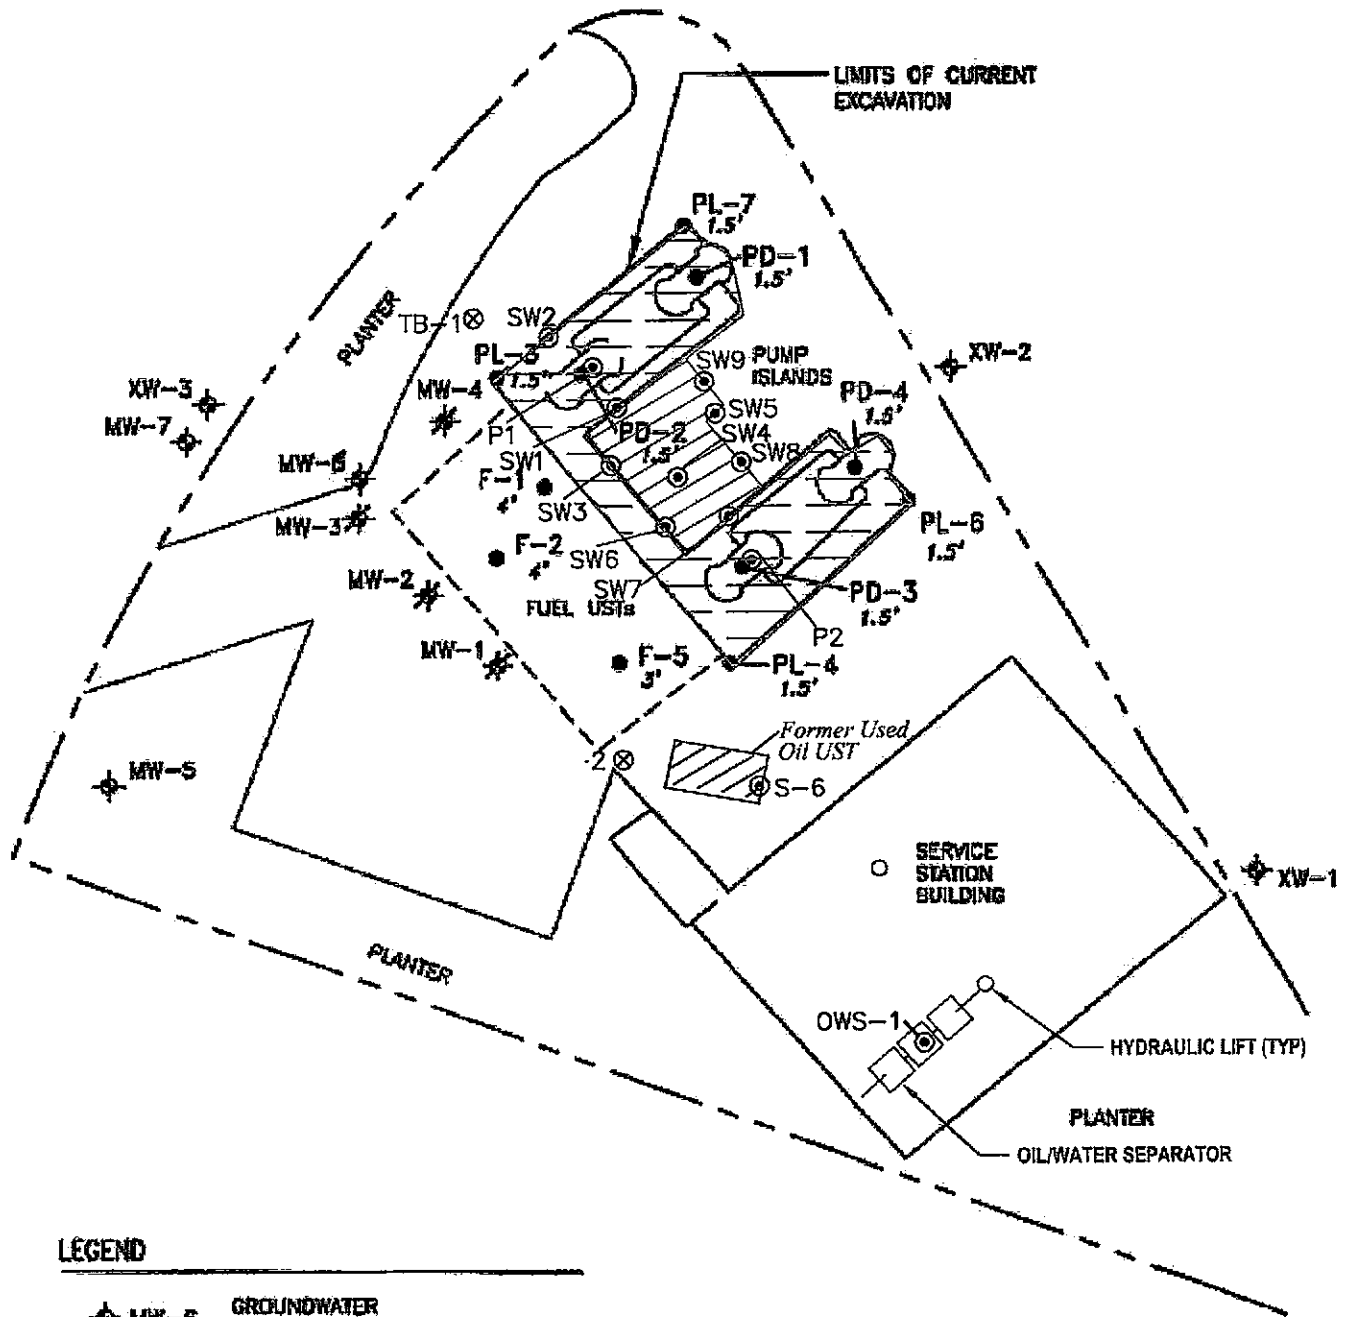 LIMITS OF CURRENT
EXCAVATION
PL-7
1.5'
PD-1
1.5'
PLANTER
TB-1
SW2
PL-3
1.5'
SW9
PUMP
ISLANDS
XW-2
XW-3
MW-4
PD-4
1.5'
MW-7
P1
SW5
PD-2
1.5'
SW4
SW1
SW8
MW-6
F-1
4'
SW3
PL-6
1.5'
MW-3
F-2
4'
SW6
MW-2
SW7
PD-3
1.5'
FUEL USTs
P2
MW-1
F-5
3'
PL-4
1.5'
Former Used
Oil UST
-2
MW-5
S-6
SERVICE
STATION
BUILDING
XW-1
PLANTER
OWS-1
HYDRAULIC LIFT (TYP)
PLANTER
OIL/WATER SEPARATOR
LEGEND
GROUNDWATER